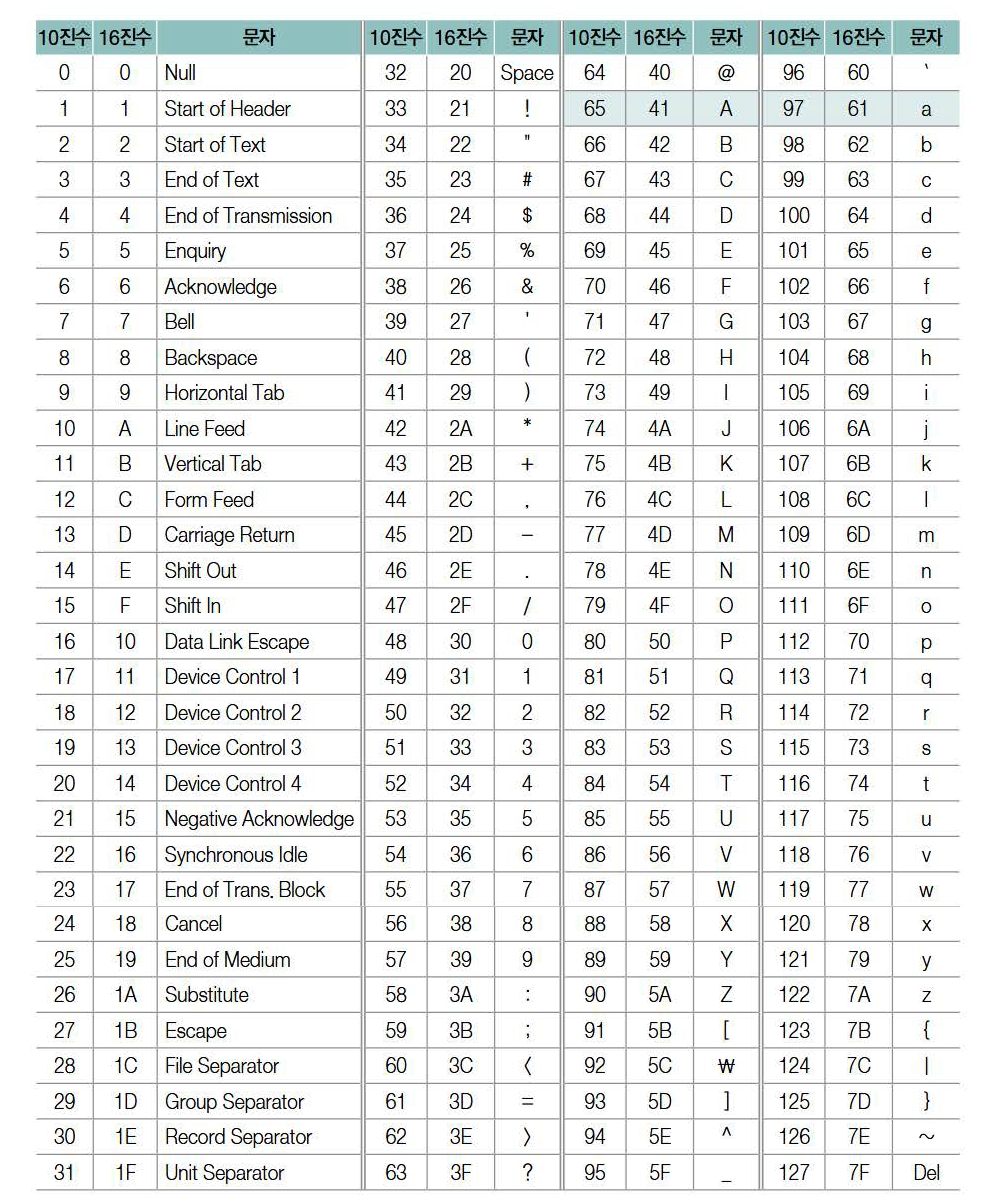 10진수 16진수 문자 10진수 16진수 문자 10진수 16진수 문자 10진수 16진수 문자
0 0 Null 32 20 Space 64 40 @ 96 60 `
1 1 Start of Header 33 21 ! 65 41 A 97 61 a
2 2 Start of Text 34 22 " 66 42 B 98 62 b
3 3 End of Text 35 23 # 67 43 C 99 63 c
4 4 End of Transmission 36 24 $ 68 44 D 100 64 d
5 5 Enquiry 37 25 % 69 45 E 101 65 e
6 6 Acknowledge 38 26 & 70 46 F 102 66 f
7 7 Bell 39 27 ' 71 47 G 103 67 g
8 8 Backspace 40 28 ( 72 48 H 104 68 h
9 9 Horizontal Tab 41 29 ) 73 49 I 105 69 i
10 A Line Feed 42 2A * 74 4A J 106 6A j
11 B Vertical Tab 43 2B + 75 4B K 107 6B k
12 C Form Feed 44 2C , 76 4C L 108 6C l
13 D Carriage Return 45 2D − 77 4D M 109 6D m
14 E Shift Out 46 2E . 78 4E N 110 6E n
15 F Shift In 47 2F / 79 4F O 111 6F o
16 10 Data Link Escape 48 30 0 80 50 P 112 70 p
17 11 Device Control 1 49 31 1 81 51 Q 113 71 q
18 12 Device Control 2 50 32 2 82 52 R 114 72 r
19 13 Device Control 3 51 33 3 83 53 S 115 73 s
20 14 Device Control 4 52 34 4 84 54 T 116 74 t
21 15 Negative Acknowledge 53 35 5 85 55 U 117 75 u
22 16 Synchronous Idle 54 36 6 86 56 V 118 76 v
23 17 End of Trans. Block 55 37 7 87 57 W 119 77 w
24 18 Cancel 56 38 8 88 58 X 120 78 x
25 19 End of Medium 57 39 9 89 59 Y 121 79 y
26 1A Substitute 58 3A : 90 5A Z 122 7A z
27 1B Escape 59 3B ; 91 5B [ 123 7B {
28 1C File Separator 60 3C 〈 92 5C ₩ 124 7C |
29 1D Group Separator 61 3D = 93 5D ] 125 7D }
30 1E Record Separator 62 3E 〉 94 5E ^ 126 7E ~
31 1F Unit Separator 63 3F ? 95 5F _ 127 7F Del